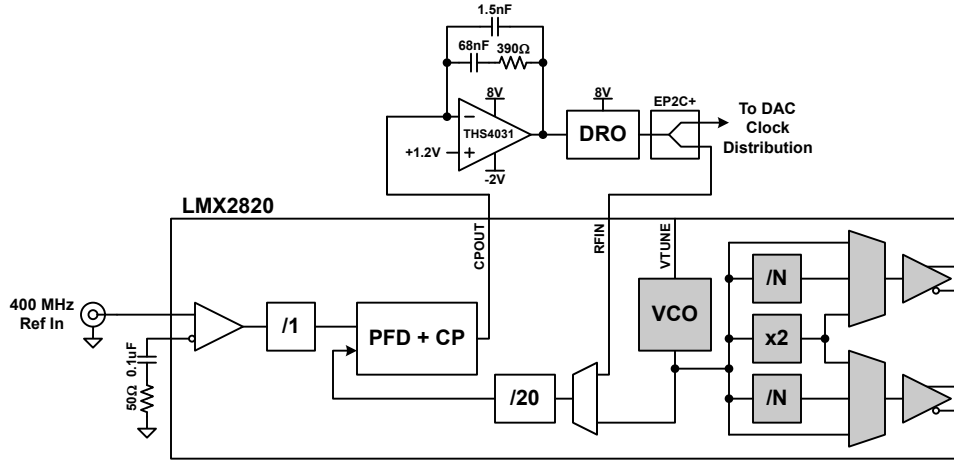 1.5nF
68nF
390Ω
8V
THS4031
−
+
+1.2V
-2V
8V
DRO
EP2C+
To DAC
Clock
Distribution
LMX2820
CPOUT
RFIN
VTUNE
400 MHz
Ref In
50Ω 0.1uF
/1
PFD + CP
/20
VCO
/N
x2
/N